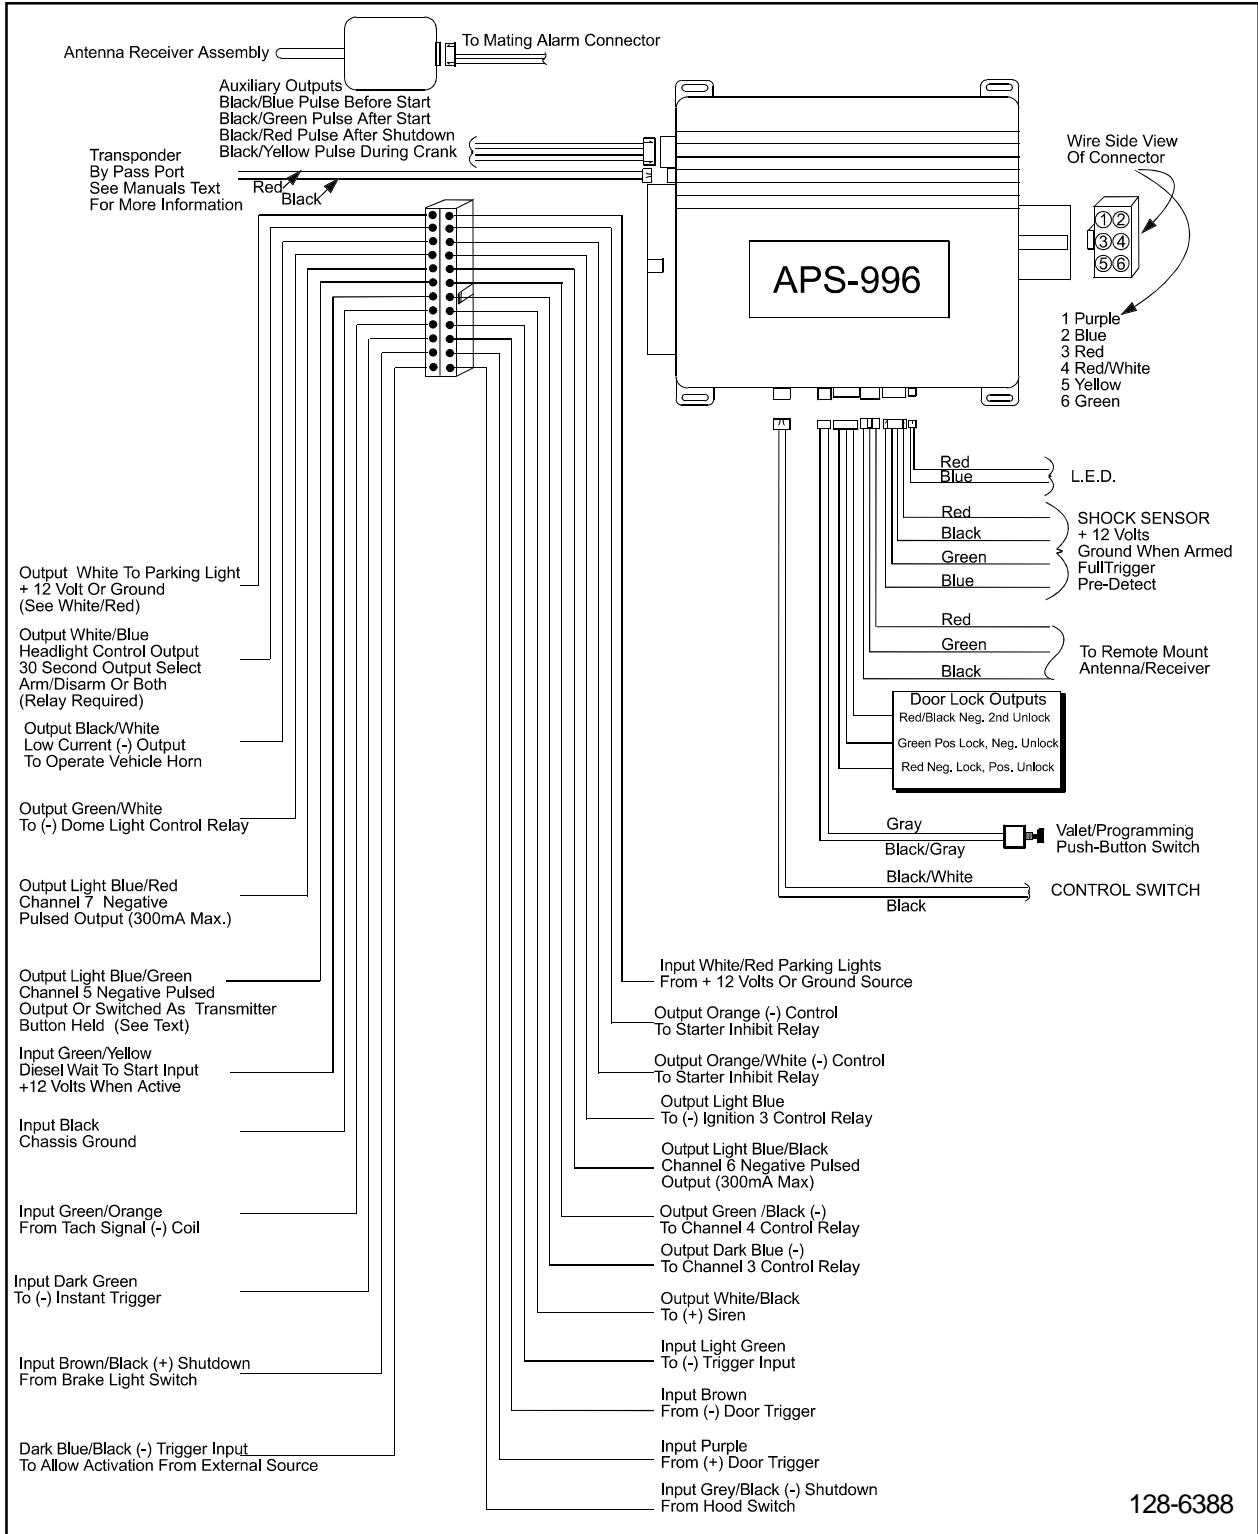 Antenna Receiver Assembly
To Mating Alarm Connector
Auxiliary Outputs
Black/Blue Pulse Before Start
Black/Green Pulse After Start
Black/Red Pulse After Shutdown
Black/Yellow Pulse During Crank
Transponder
By Pass Port
See Manuals Text
For More Information
Red
Black
APS-996
Wire Side View
Of Connector
1 2
3 4
5 6
1 Purple
2 Blue
3 Red
4 Red/White
5 Yellow
6 Green
Red
Blue
L.E.D.
Red
Black
Green
Blue
SHOCK SENSOR
+ 12 Volts
Ground When Armed
FullTrigger
Pre-Detect
Red
Green
Black
To Remote Mount
Antenna/Receiver
Door Lock Outputs
Red/Black Neg. 2nd Unlock
Green Pos Lock, Neg. Unlock
Red Neg. Lock, Pos. Unlock
Gray
Black/Gray
Valet/Programming
Push-Button Switch
Black/White
Black
CONTROL SWITCH
Output White To Parking Light
+ 12 Volt Or Ground
(See White/Red)
Output White/Blue
Headlight Control Output
30 Second Output Select
Arm/Disarm Or Both
(Relay Required)
Output Black/White
Low Current (-) Output
To Operate Vehicle Horn
Output Green/White
To (-) Dome Light Control Relay
Output Light Blue/Red
Channel 7 Negative
Pulsed Output (300mA Max.)
Output Light Blue/Green
Channel 5 Negative Pulsed
Output Or Switched As Transmitter
Button Held (See Text)
Input Green/Yellow
Diesel Wait To Start Input
+12 Volts When Active
Input Black
Chassis Ground
Input Green/Orange
From Tach Signal (-) Coil
Input Dark Green
To (-) Instant Trigger
Input Brown/Black (+) Shutdown
From Brake Light Switch
Dark Blue/Black (-) Trigger Input
To Allow Activation From External Source
Input White/Red Parking Lights
From + 12 Volts Or Ground Source
Output Orange (-) Control
To Starter Inhibit Relay
Output Orange/White (-) Control
To Starter Inhibit Relay
Output Light Blue
To (-) Ignition 3 Control Relay
Output Light Blue/Black
Channel 6 Negative Pulsed
Output (300mA Max)
Output Green /Black (-)
To Channel 4 Control Relay
Output Dark Blue (-)
To Channel 3 Control Relay
Output White/Black
To (+) Siren
Input Light Green
To (-) Trigger Input
Input Brown
From (-) Door Trigger
Input Purple
From (+) Door Trigger
Input Grey/Black (-) Shutdown
From Hood Switch
128-6388